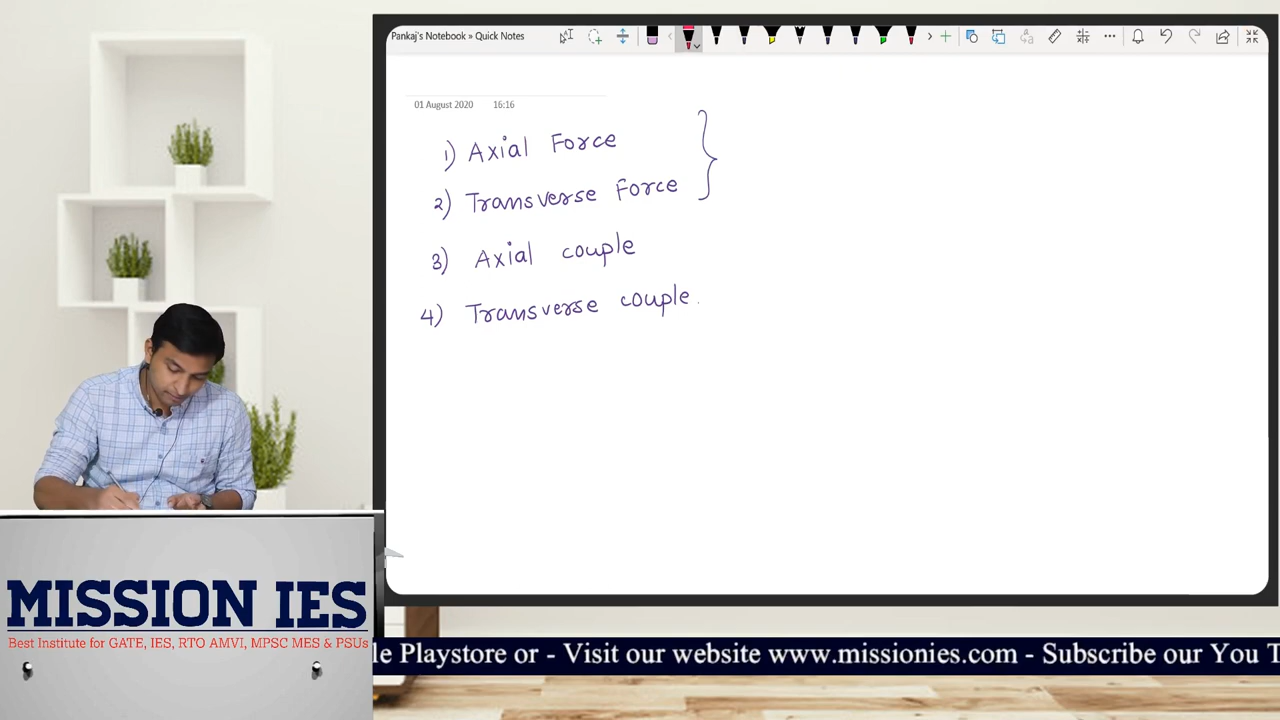 Pankaj's Notebook » Quick Notes
01 August 2020 16:16
1) Axial Force
2) Transverse Force
3) Axial couple
4) Transverse couple.
MISSION IES
Best Institute for GATE, IES, RTO AMVI, MPSC MES & PSUs
le Playstore or - Visit our website www.missionies.com - Subscribe our You T